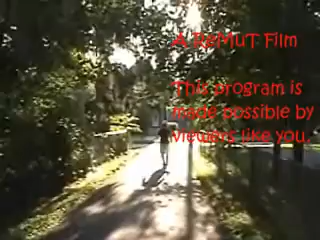 A ReMuT Film
This program is
made possible by
viewers like you.